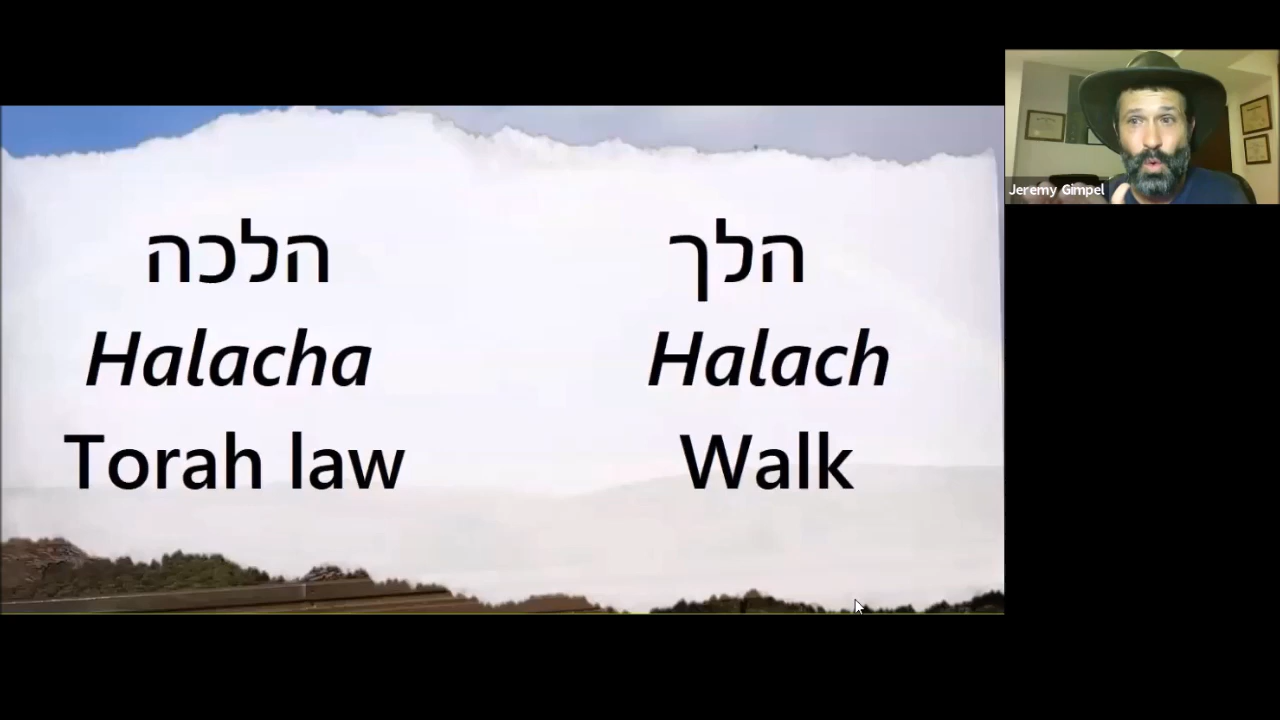 הלכה
Halacha
Torah law
הלך
Halach
Walk
Jeremy Gimpel